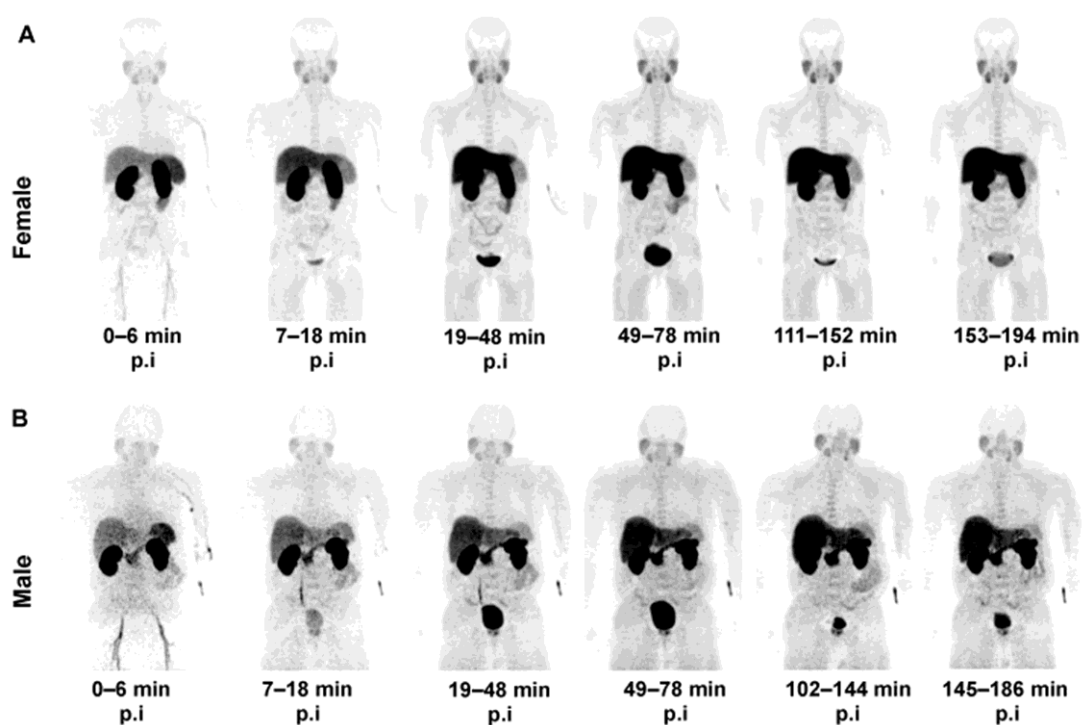 A
Female
0–6 min
p.i
7–18 min
p.i
19–48 min
p.i
49–78 min
p.i
111–152 min
p.i
153–194 min
p.i
B
Male
0–6 min
p.i
7–18 min
p.i
19–48 min
p.i
49–78 min
p.i
102–144 min
p.i
145–186 min
p.i